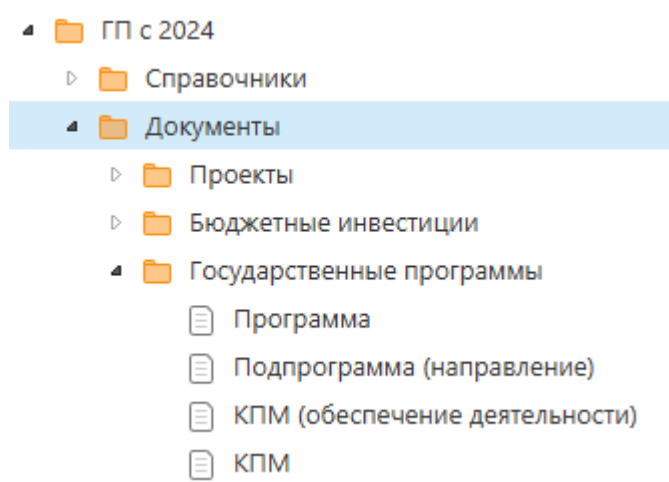 ГП с 2024
Справочники
Документы
Проекты
Бюджетные инвестиции
Государственные программы
Программа
Подпрограмма (направление)
КПМ (обеспечение деятельности)
КПМ